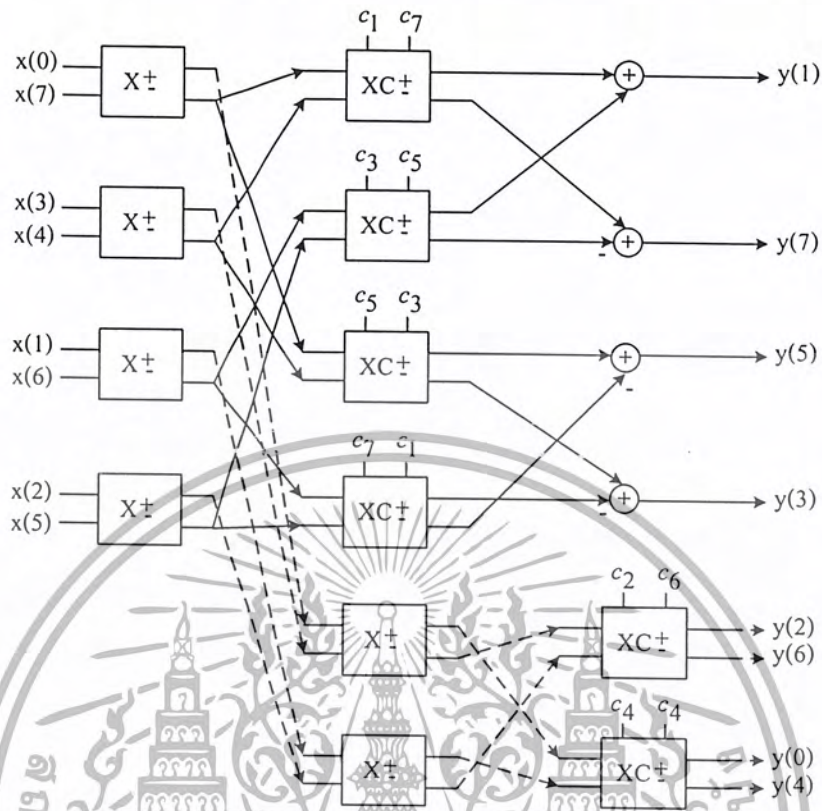 c1 c7
x(0)
x(7)
X±
XC±
+
y(1)
c3 c5
x(3)
x(4)
X±
XC±
-
+
y(7)
c5 c3
x(1)
x(6)
X±
XC±
+
-
y(5)
c7 c1
x(2)
x(5)
X±
XC±
-
+
y(3)
c2 c6
X±
XC±
y(2)
y(6)
c4 c4
X±
XC±
y(0)
y(4)